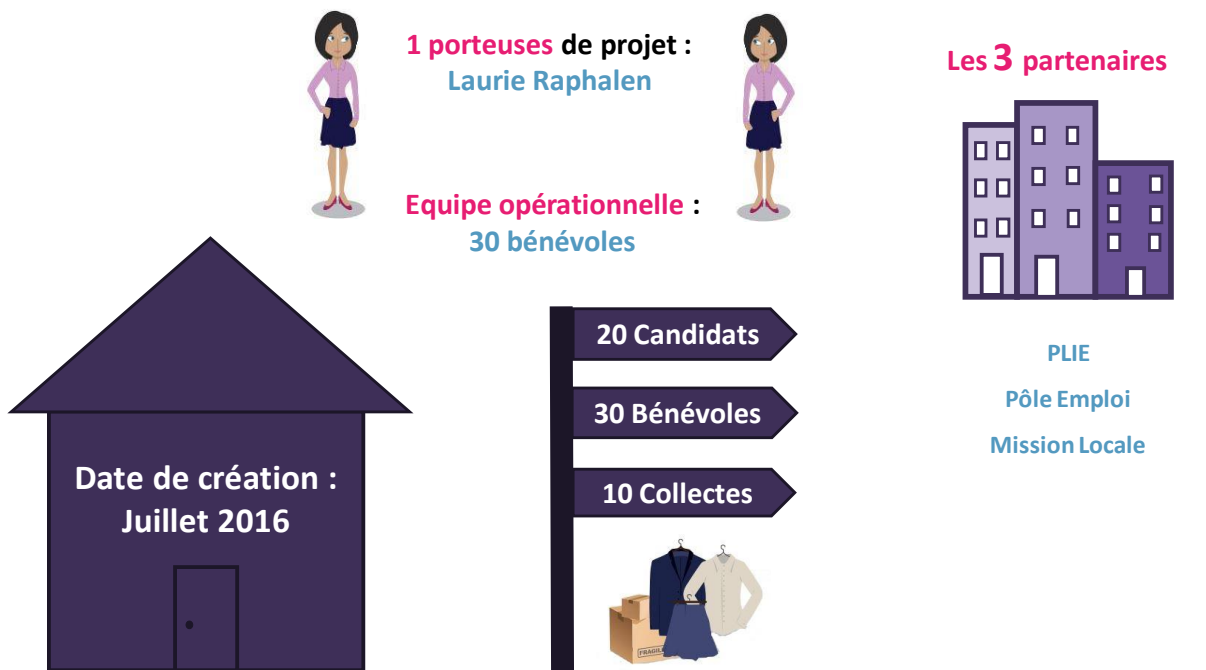 1 porteuses de projet :
Laurie Raphalen
Equipe opérationnelle :
30 bénévoles
Les 3 partenaires
PLIE
Pôle Emploi
Mission Locale
Date de création :
Juillet 2016
20 Candidats
30 Bénévoles
10 Collectes
FRAGILE